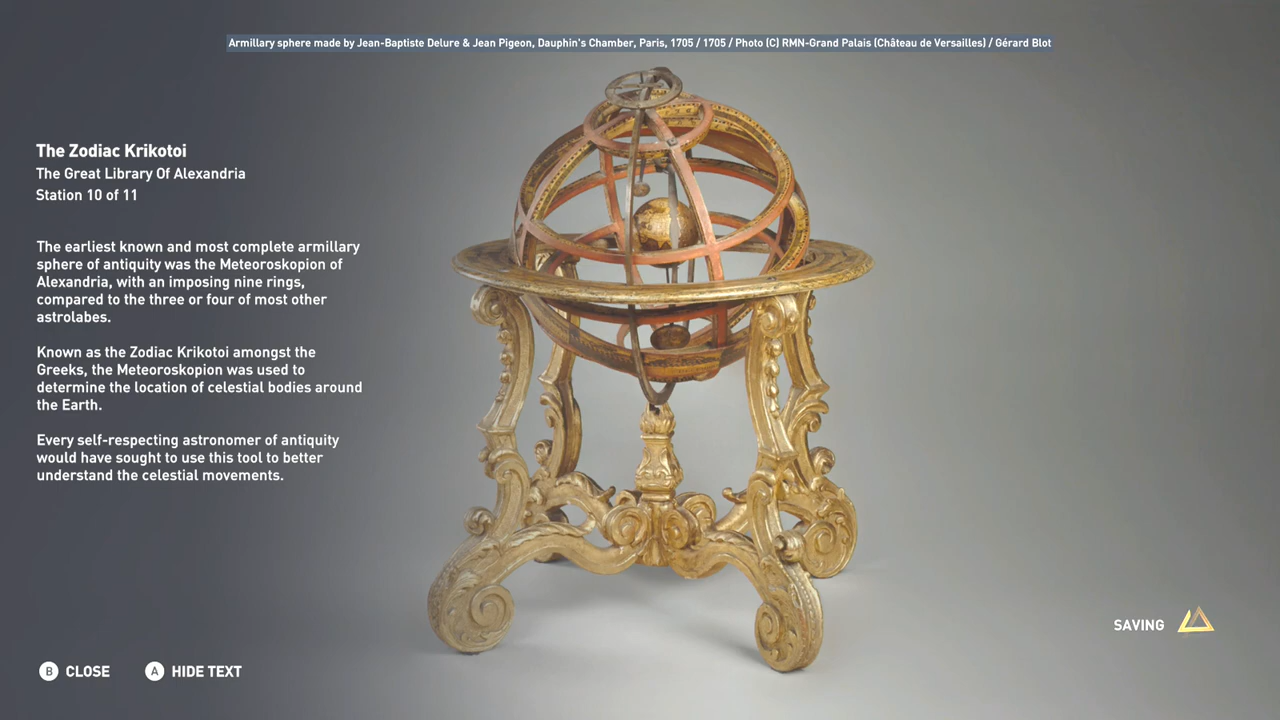 Armillary sphere made by Jean-Baptiste Delure & Jean Pigeon, Dauphin's Chamber, Paris, 1705 / 1705 / Photo (C) RMN-Grand Palais (Château de Versailles) / Gérard Blot
The Zodiac Krikotoi
The Great Library Of Alexandria
Station 10 of 11
The earliest known and most complete armillary
sphere of antiquity was the Meteoroskopion of
Alexandria, with an imposing nine rings,
compared to the three or four of most other
astrolabes.
Known as the Zodiac Krikotoi amongst the
Greeks, the Meteoroskopion was used to
determine the location of celestial bodies around
the Earth.
Every self-respecting astronomer of antiquity
would have sought to use this tool to better
understand the celestial movements.
SAVING
B CLOSE A HIDE TEXT